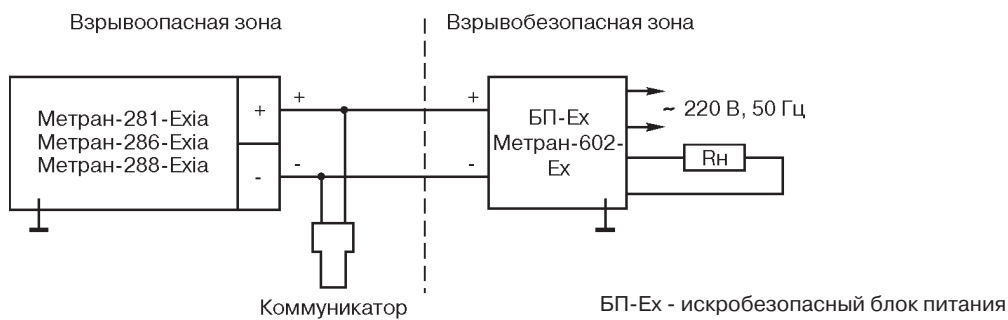 Взрывоопасная зона
Взрывобезопасная зона
Метран-281-Exia
Метран-286-Exia
Метран-288-Exia
+
-
+
-
+
-
БП-Ех
Метран-602-
Ех
~ 220 В, 50 Гц
Rн
Коммуникатор
БП-Ех - искробезопасный блок питания